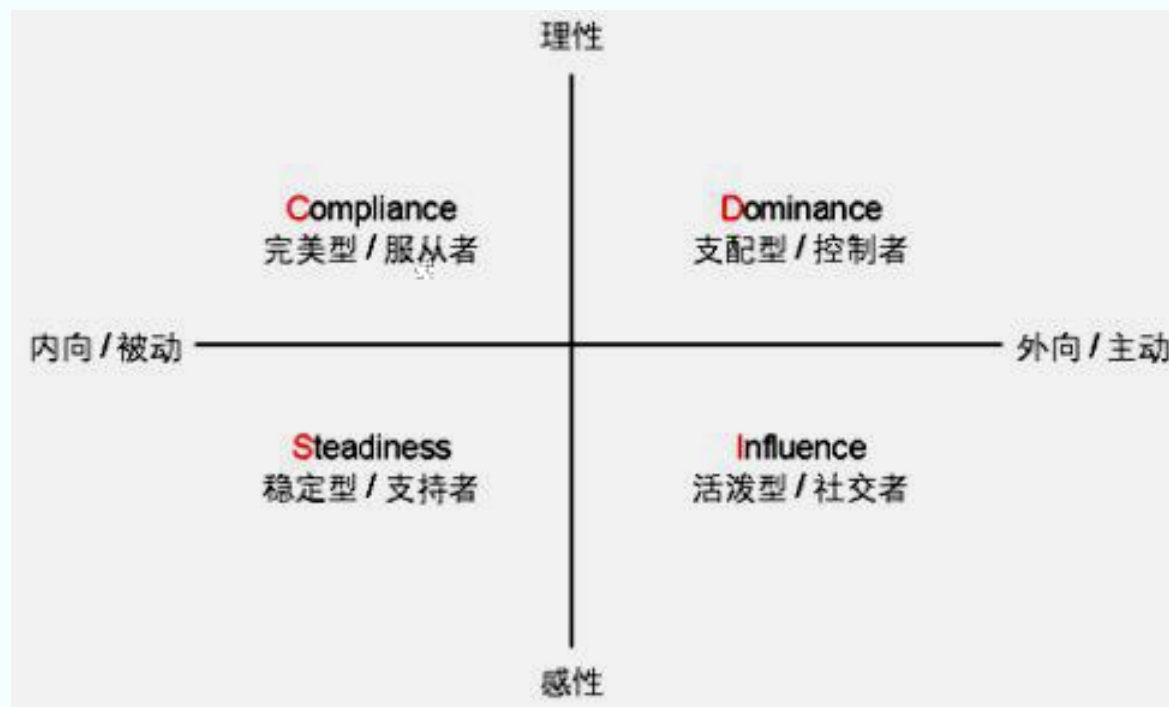 理性
Compliance
完美型 / 服从者
Dominance
支配型 / 控制者
内向 / 被动
外向 / 主动
Steadiness
稳定型 / 支持者
Influence
活泼型 / 社交者
感性